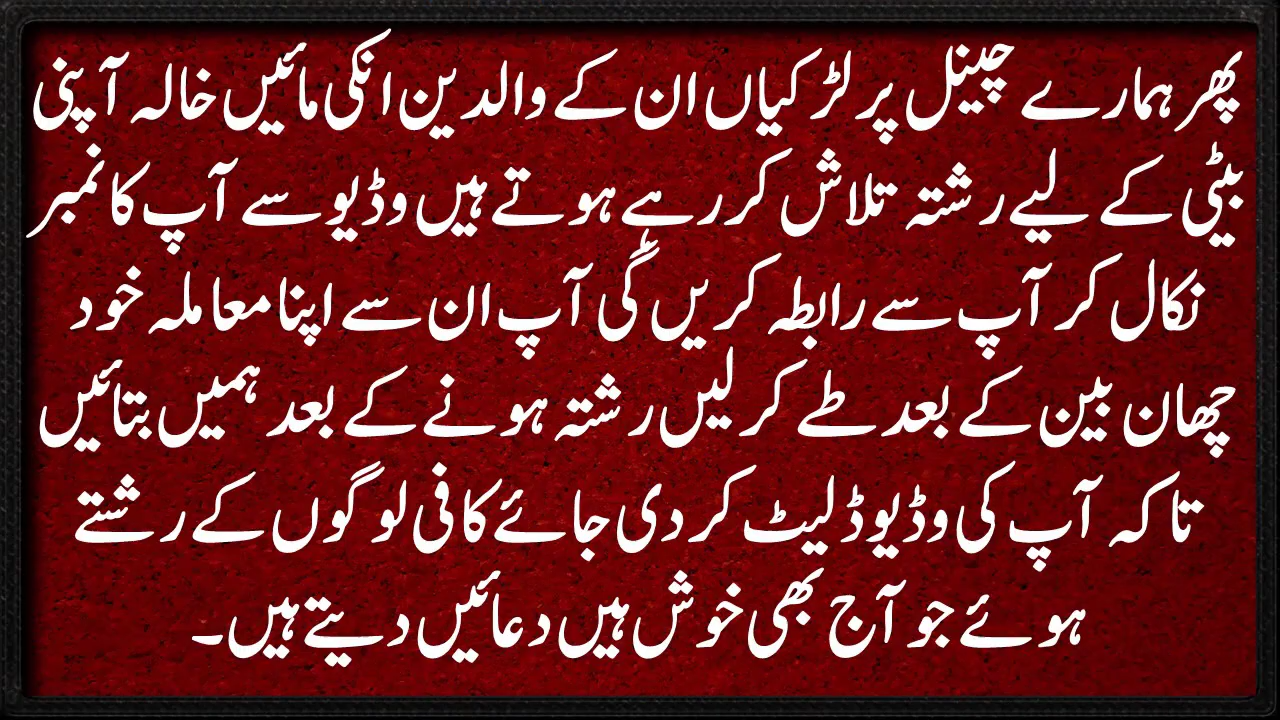 پھر ہمارے چینل پر لڑکیاں ان کے والدین انکی مائیں خالہ آپنی
بیٹی کے لیے رشتہ تلاش کر رہے ہوتے ہیں وڈیو سے آپ کا نمبر
نکال کر آپ سے رابطہ کریں گی آپ ان سے اپنا معاملہ خود
چھان بین کے بعد طے کر لیں رشتہ ہونے کے بعد ہمیں بتائیں
تاکہ آپ کی وڈیو ڈلیٹ کر دی جائے کافی لوگوں کے رشتے
ہوئے جو آج بھی خوش ہیں دعائیں دیتے ہیں۔